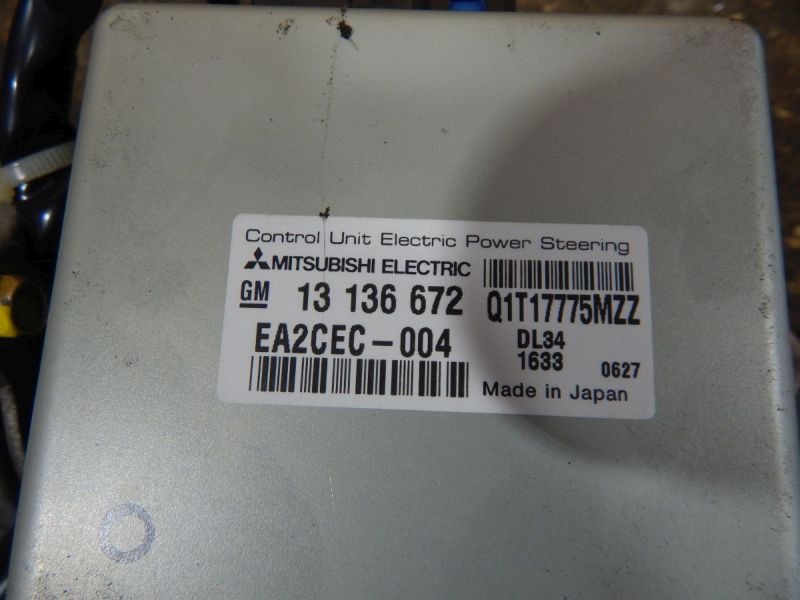 Control Unit Electric Power Steering
MITSUBISHI ELECTRIC
GM 13 136 672 Q1T17775MZZ
EA2CEC-004 DL34
1633 0627
Made in Japan